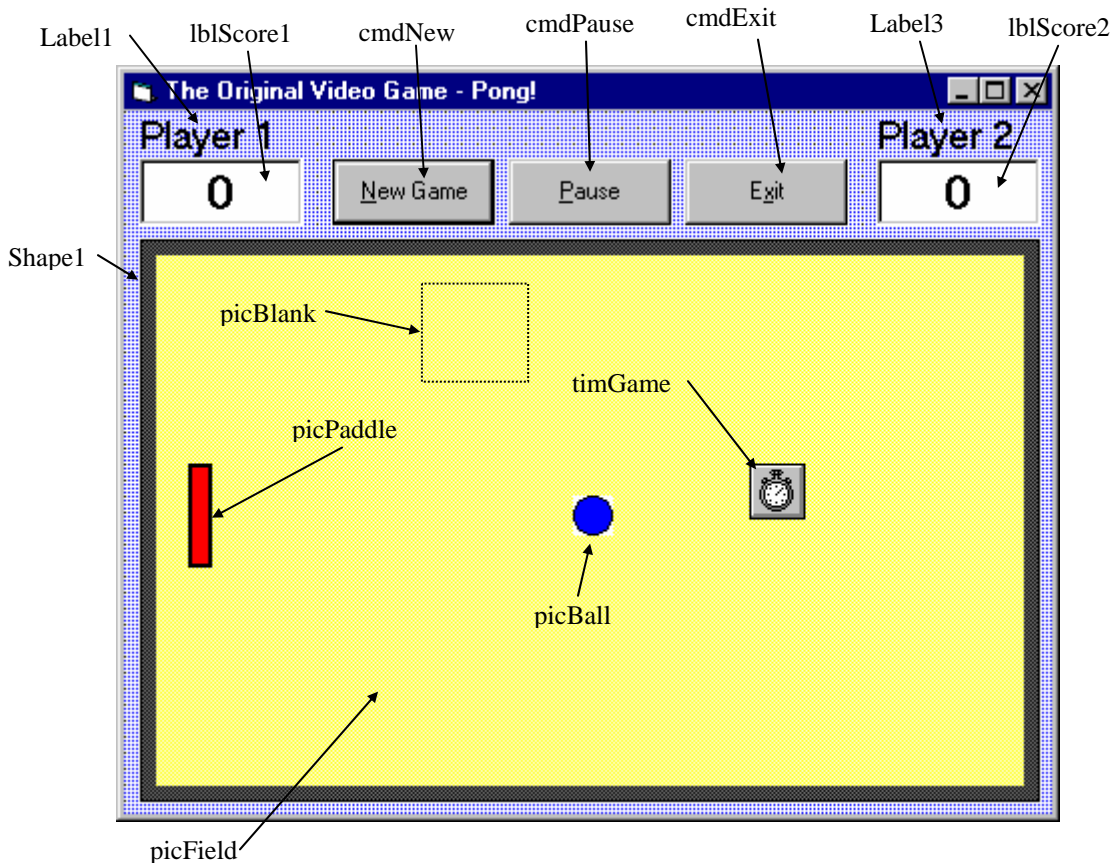 Label1 lblScore1 cmdNew cmdPause cmdExit Label3 lblScore2
The Original Video Game - Pong!
Player 1 Player 2
0 New Game Pause Exit 0
Shape1
picBlank
timGame
picPaddle
picBall
picField